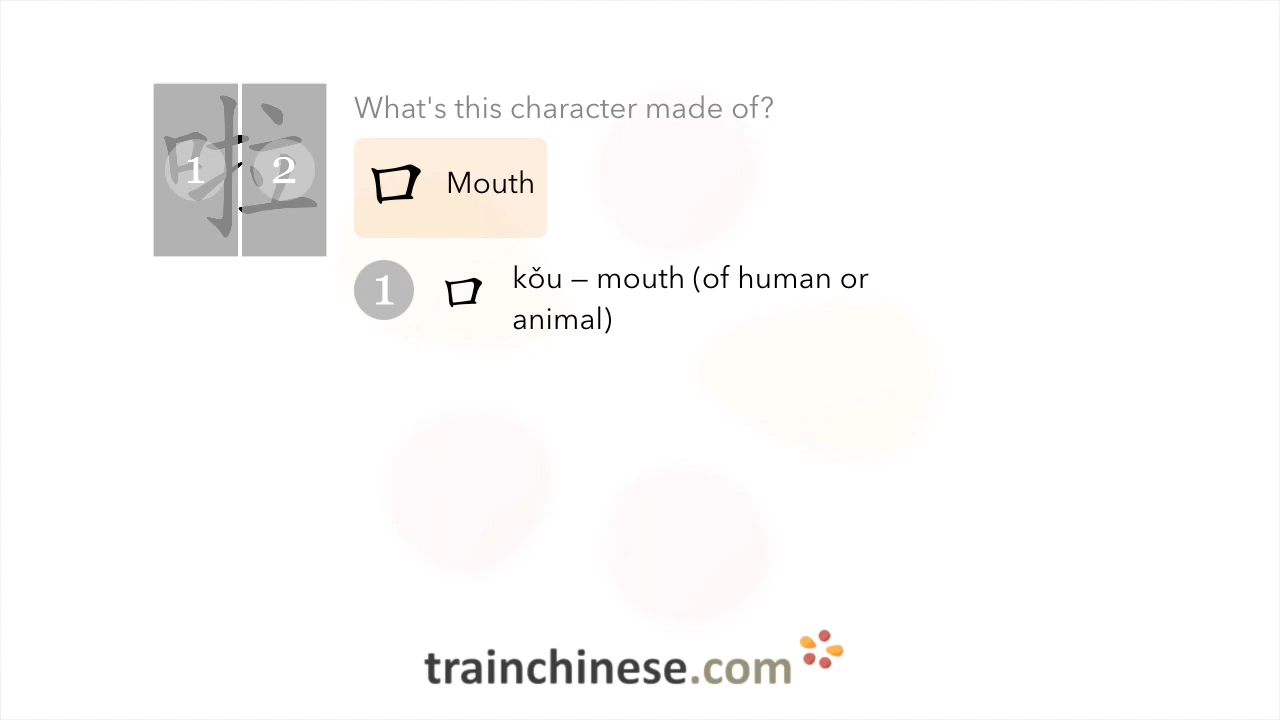 啦
1 2
What's this character made of?
口 Mouth
1 口 kǒu – mouth (of human or
animal)
trainchinese.com